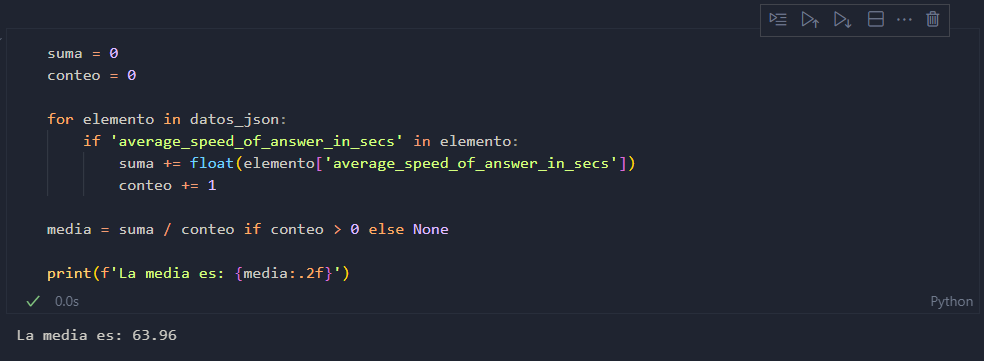 suma = 0
conteo = 0
for elemento in datos_json:
if 'average_speed_of_answer_in_secs' in elemento:
suma += float(elemento['average_speed_of_answer_in_secs'])
conteo += 1
media = suma / conteo if conteo > 0 else None
print(f'La media es: {media:.2f}')
0.0s
Python
La media es: 63.96